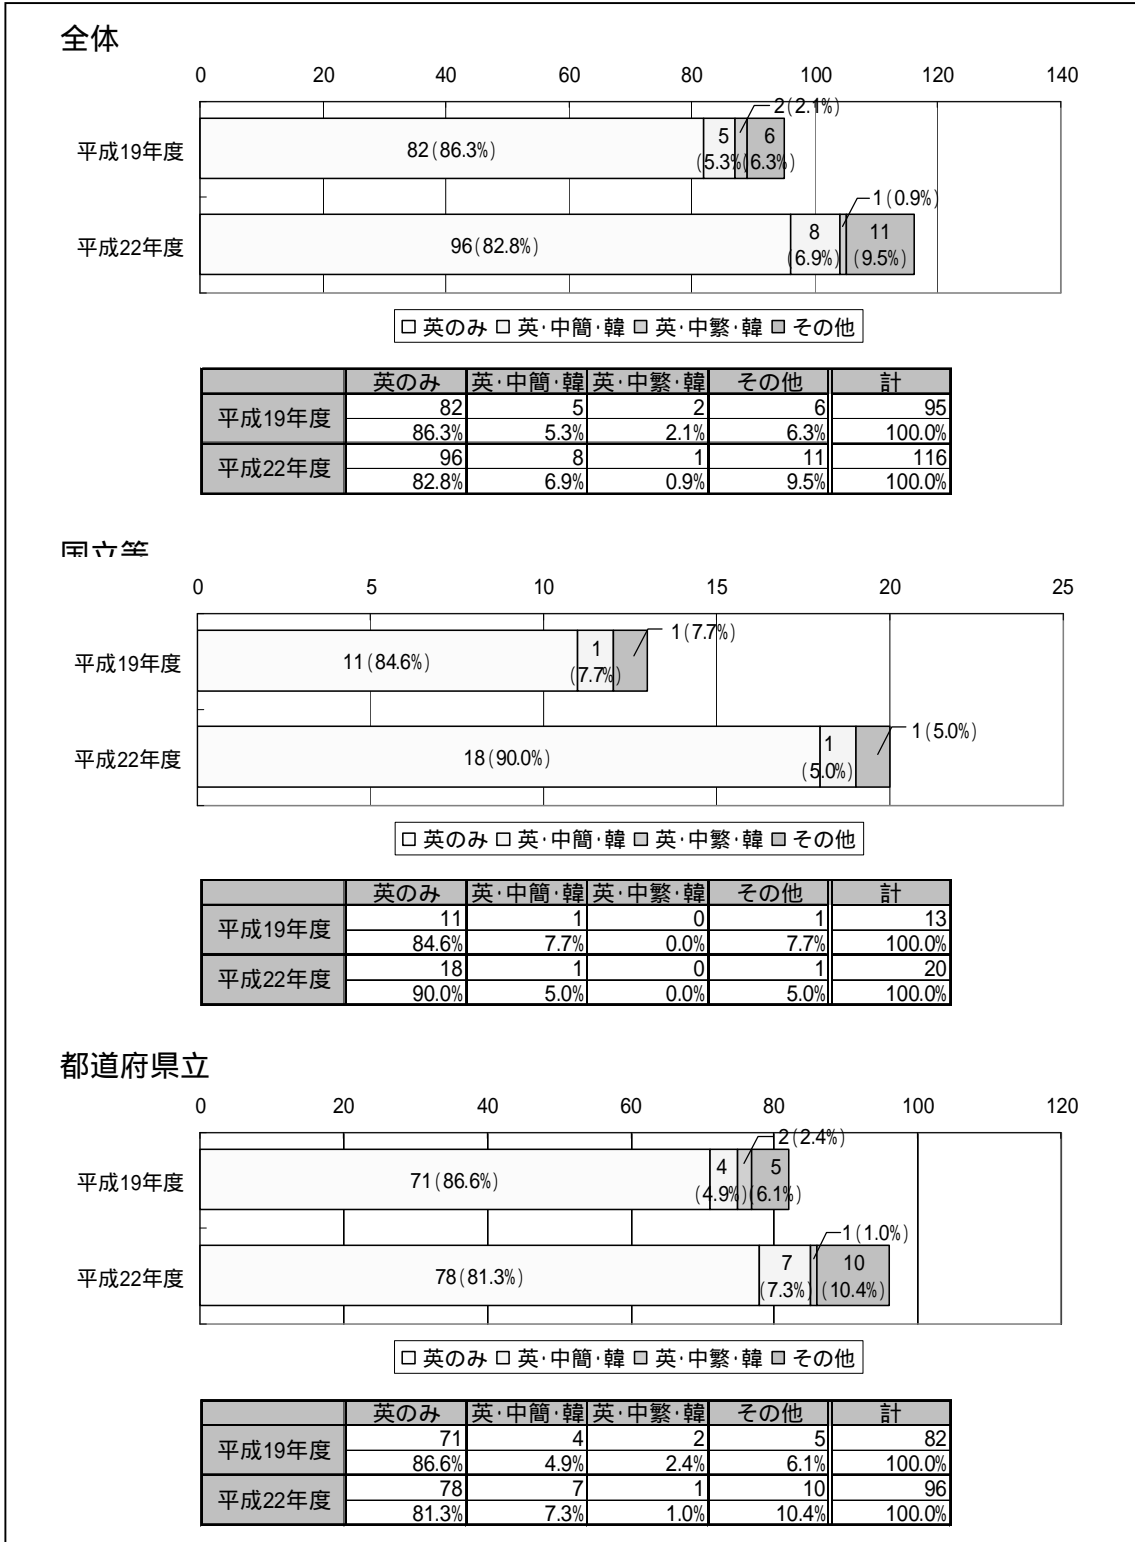 全体
0 20 40 60 80 100 120 140
2(2.1%)
平成19年度 82(86.3%) 5 6
(5.3%) (6.3%)
1(0.9%)
平成22年度 96(82.8%) 8 11
(6.9%) (9.5%)
英のみ 英・中簡・韓 英・中繁・韓 その他
英のみ 英・中簡・韓 英・中繁・韓 その他 計
平成19年度 82 5 2 6 95
86.3% 5.3% 2.1% 6.3% 100.0%
平成22年度 96 8 1 11 116
82.8% 6.9% 0.9% 9.5% 100.0%
国立等
0 5 10 15 20 25
1(7.7%)
平成19年度 11(84.6%) 1
(7.7%)
1(5.0%)
平成22年度 18(90.0%) 1
(5.0%)
英のみ 英・中簡・韓 英・中繁・韓 その他
英のみ 英・中簡・韓 英・中繁・韓 その他 計
平成19年度 11 1 0 1 13
84.6% 7.7% 0.0% 7.7% 100.0%
平成22年度 18 1 0 1 20
90.0% 5.0% 0.0% 5.0% 100.0%
都道府県立
0 20 40 60 80 100 120
2(2.4%)
平成19年度 71(86.6%) 4 5
(4.9%) (6.1%)
1(1.0%)
平成22年度 78(81.3%) 7 10
(7.3%) (10.4%)
英のみ 英・中簡・韓 英・中繁・韓 その他
英のみ 英・中簡・韓 英・中繁・韓 その他 計
平成19年度 71 4 2 5 82
86.6% 4.9% 2.4% 6.1% 100.0%
平成22年度 78 7 1 10 96
81.3% 7.3% 1.0% 10.4% 100.0%